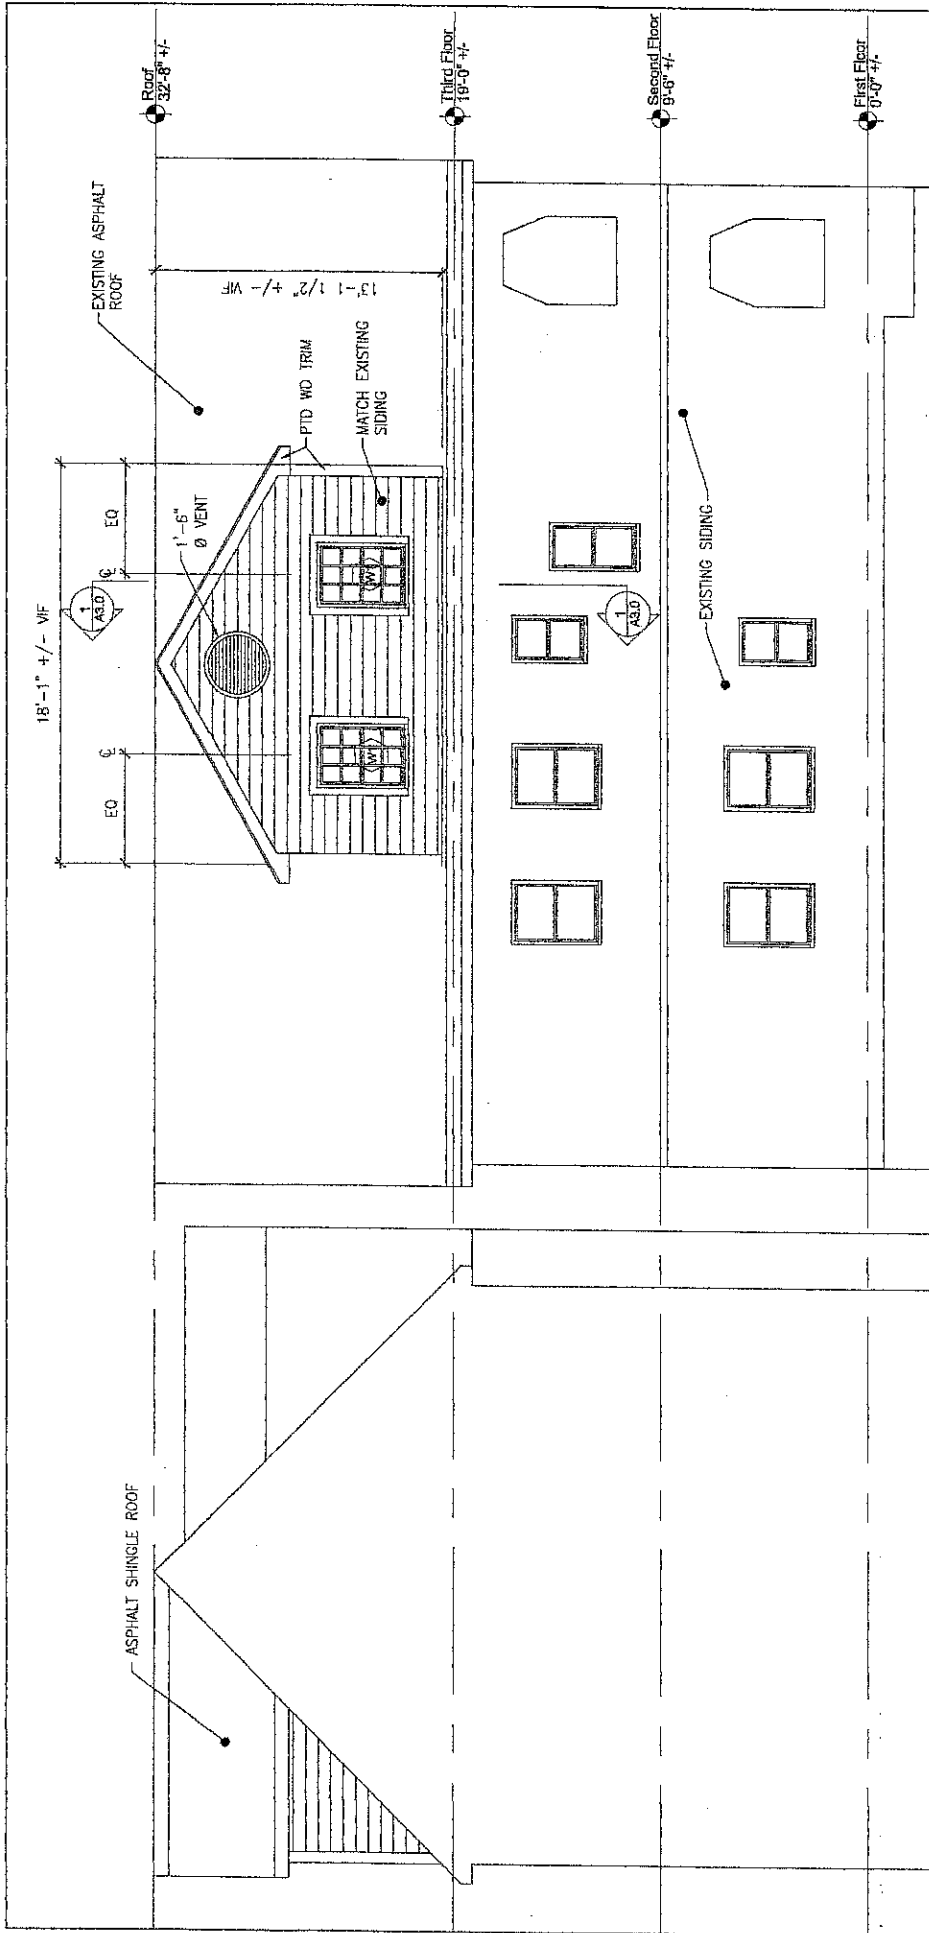 ASPHALT SHINGLE ROOF
18'-1" +/- VIF
EQ
℄
℄
EQ
1
A3.0
1'-6"
Ø VENT
PTD WD TRIM
MATCH EXISTING
SIDING
W1
W1
EXISTING ASPHALT
ROOF
13'-1 1/2" +/- VIF
1
A3.0
EXISTING SIDING
Roof
32'-8" +/-
Third Floor
19'-0" +/-
Second Floor
9'-6" +/-
First Floor
0'-0" +/-